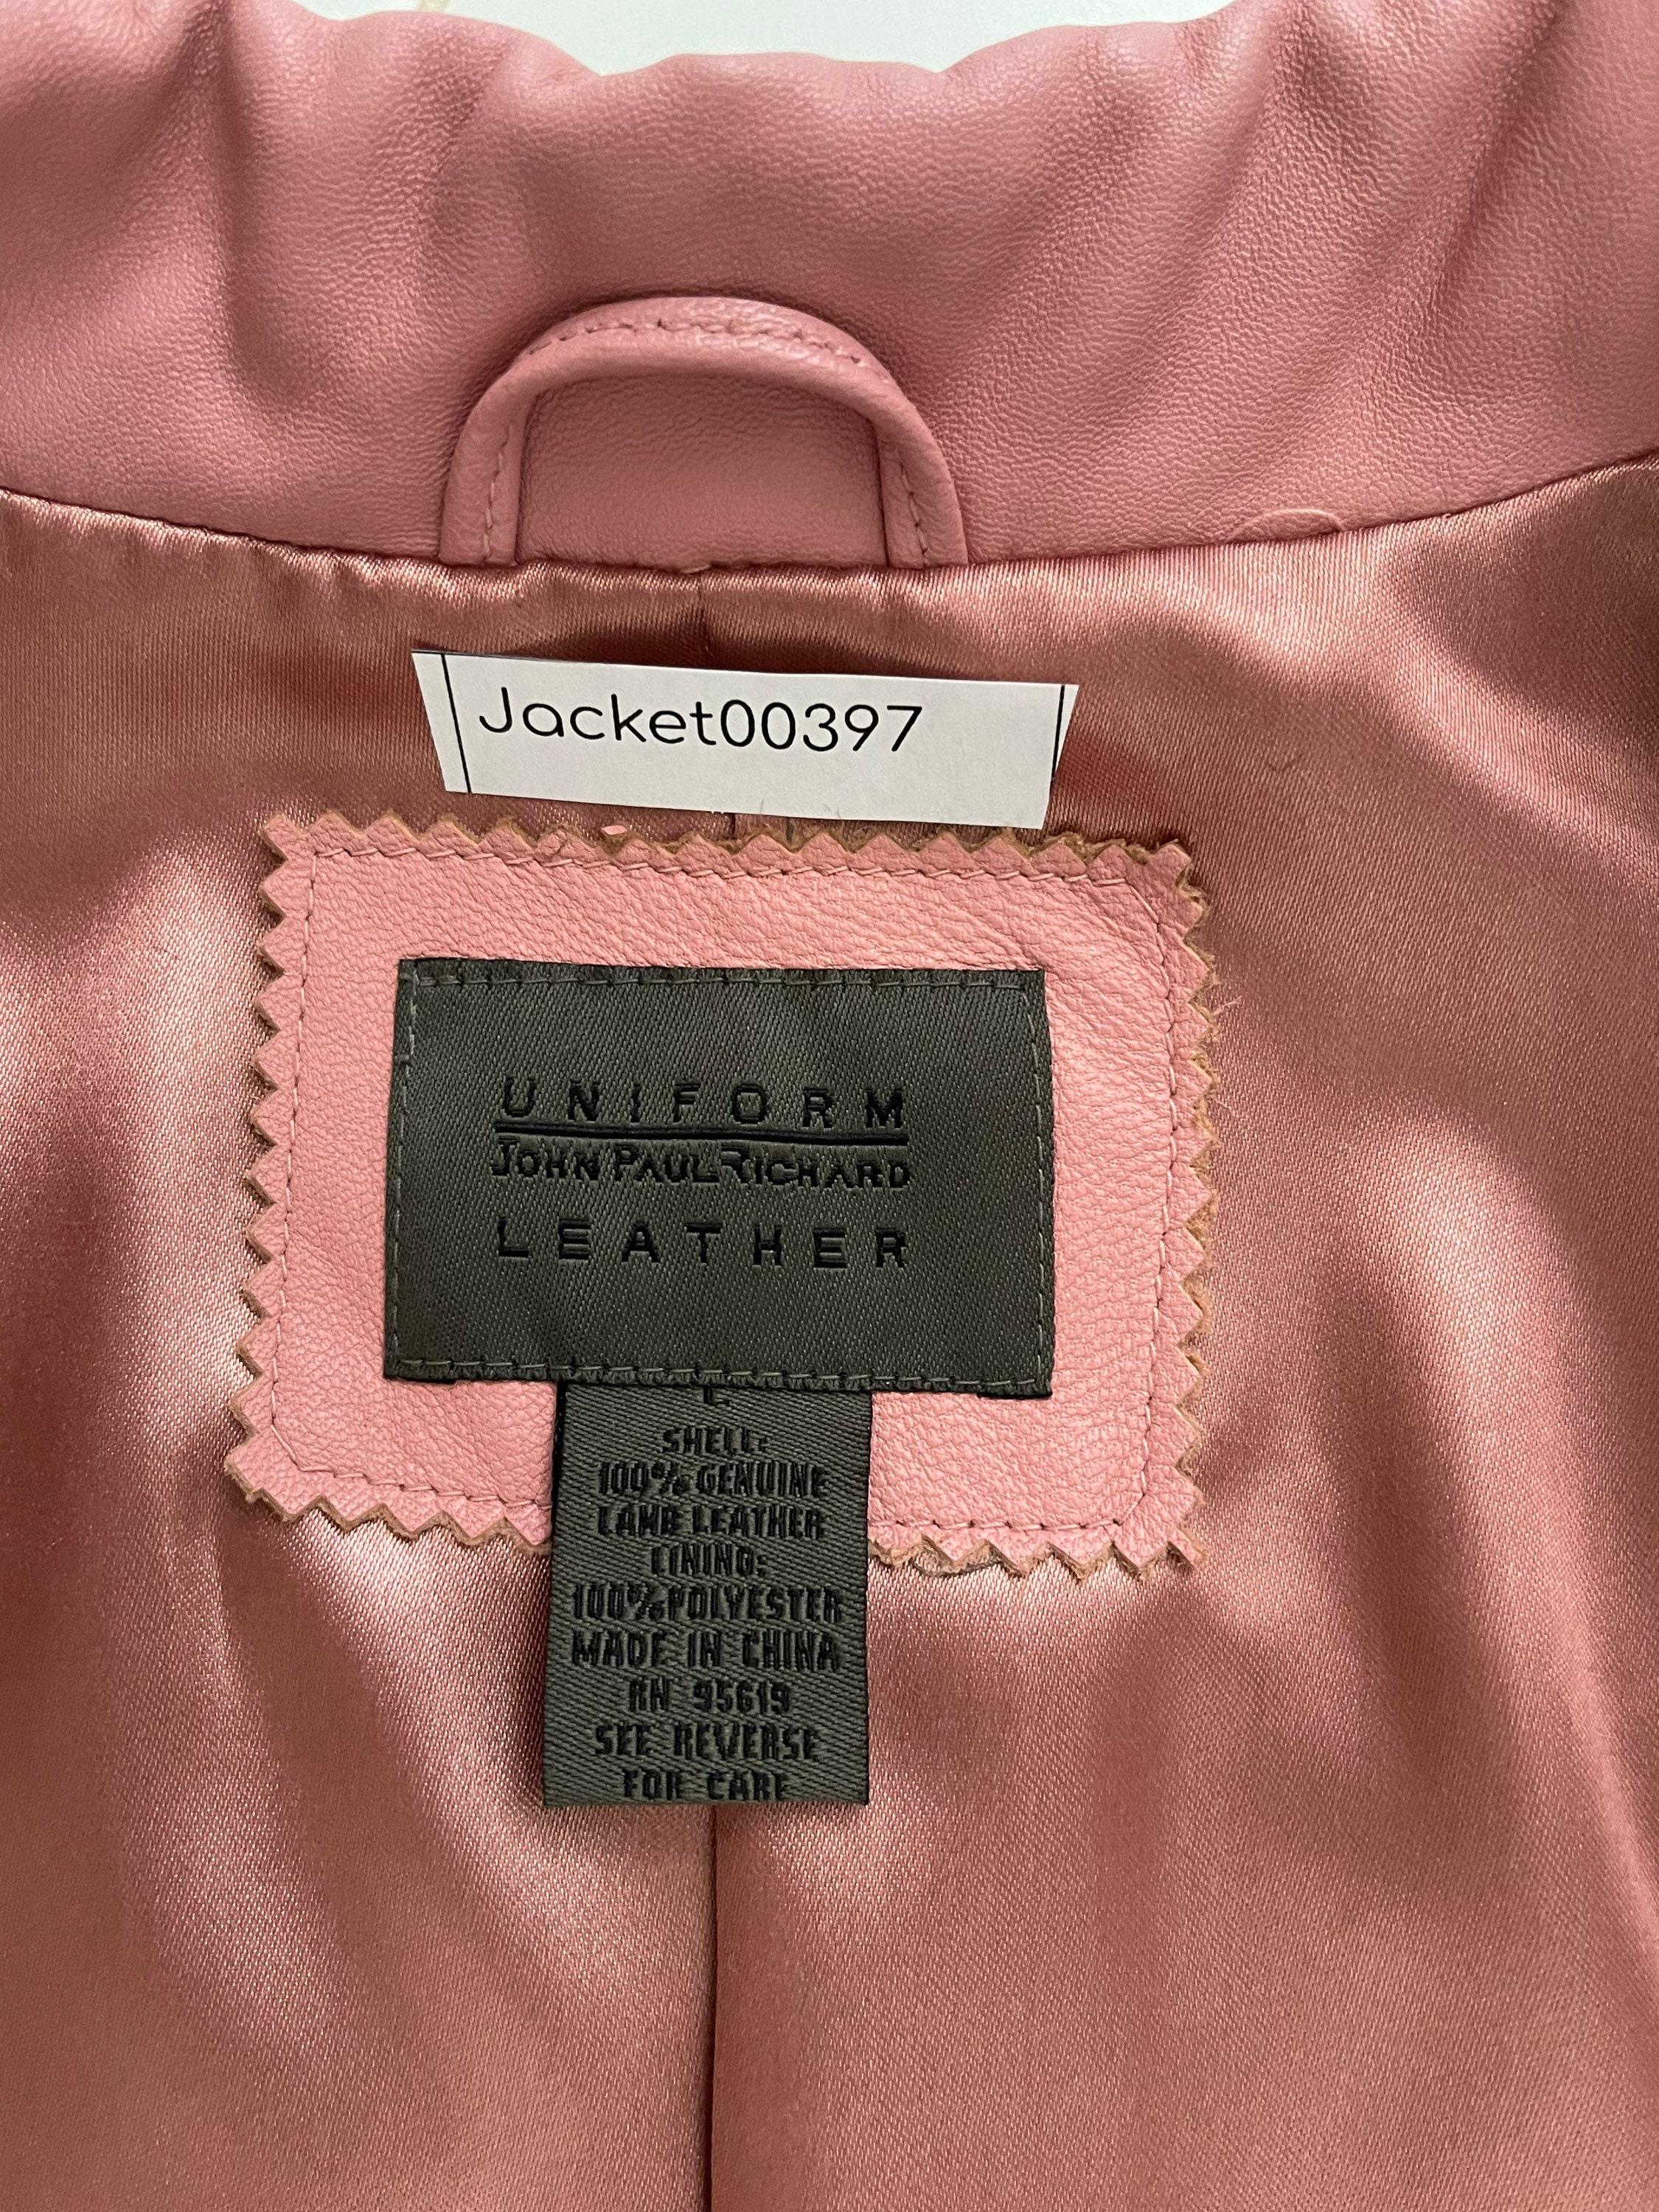 Jacket00397
UNIFORM
JOHN PAUL RICHARD
LEATHER
L
SHELL:
100% GENUINE
LAMB LEATHER
LINING:
100% POLYESTER
MADE IN CHINA
RN 95619
SEE REVERSE
FOR CARE